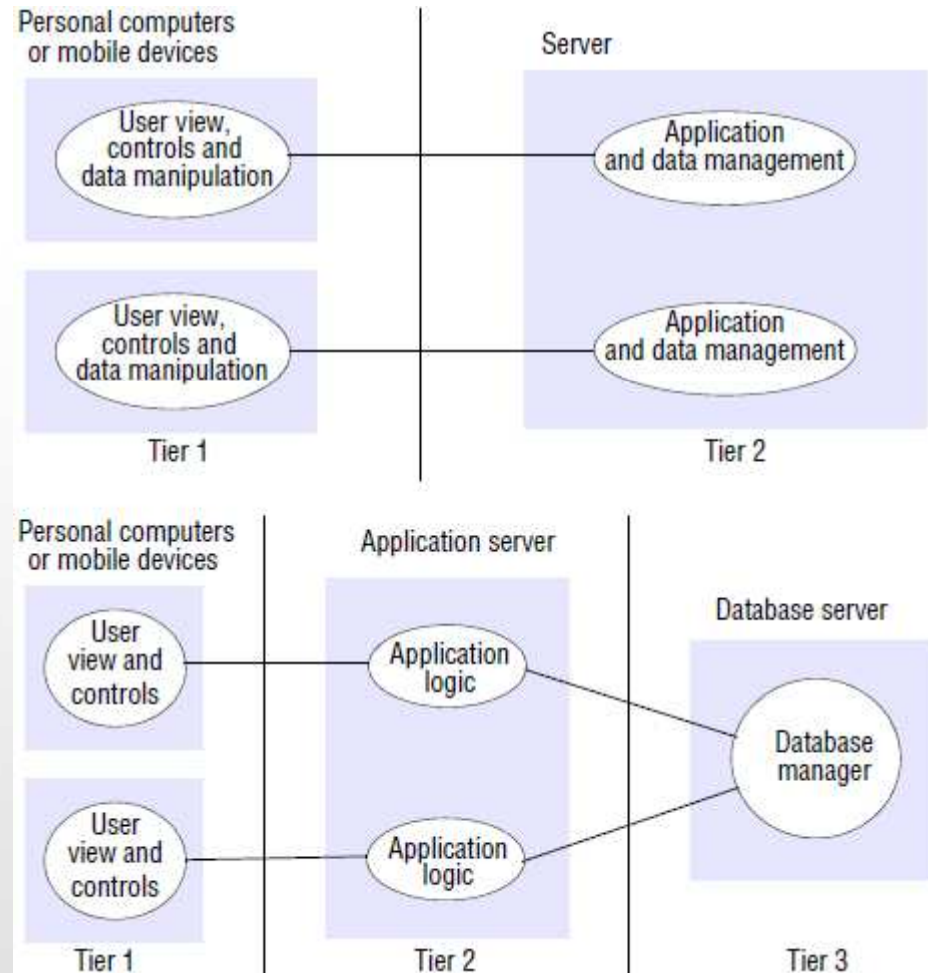 Personal computers
or mobile devices
Server
User view,
controls and
data manipulation
Application
and data management
User view,
controls and
data manipulation
Application
and data management
Tier 1
Tier 2
Personal computers
or mobile devices
Application server
Database server
User
view and
controls
Application
logic
Database
manager
User
view and
controls
Application
logic
Tier 1
Tier 2
Tier 3